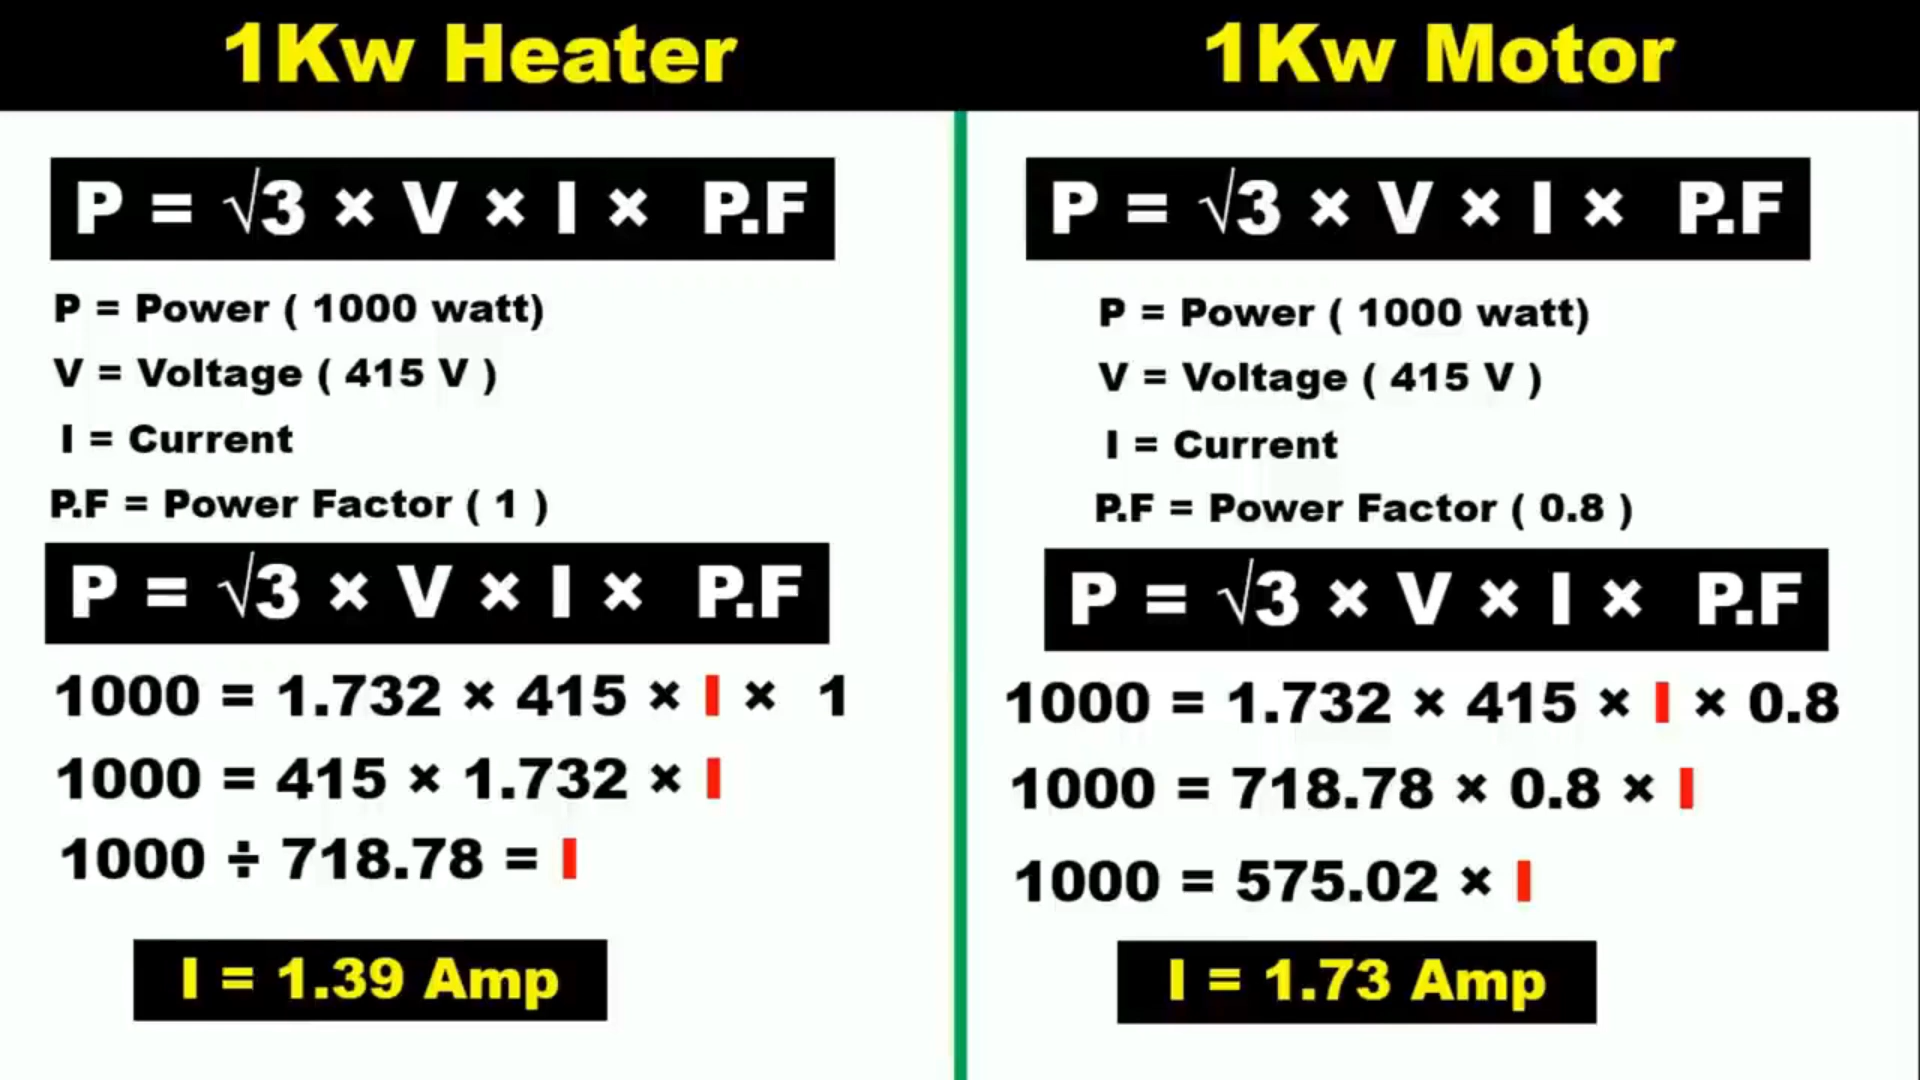 1Kw Heater
P = √3 × V × I × P.F
P = Power ( 1000 watt)
V = Voltage ( 415 V )
I = Current
P.F = Power Factor ( 1 )
P = √3 × V × I × P.F
1000 = 1.732 × 415 × I × 1
1000 = 415 × 1.732 × I
1000 ÷ 718.78 = I
I = 1.39 Amp
1Kw Motor
P = √3 × V × I × P.F
P = Power ( 1000 watt)
V = Voltage ( 415 V )
I = Current
P.F = Power Factor ( 0.8 )
P = √3 × V × I × P.F
1000 = 1.732 × 415 × I × 0.8
1000 = 718.78 × 0.8 × I
1000 = 575.02 × I
I = 1.73 Amp